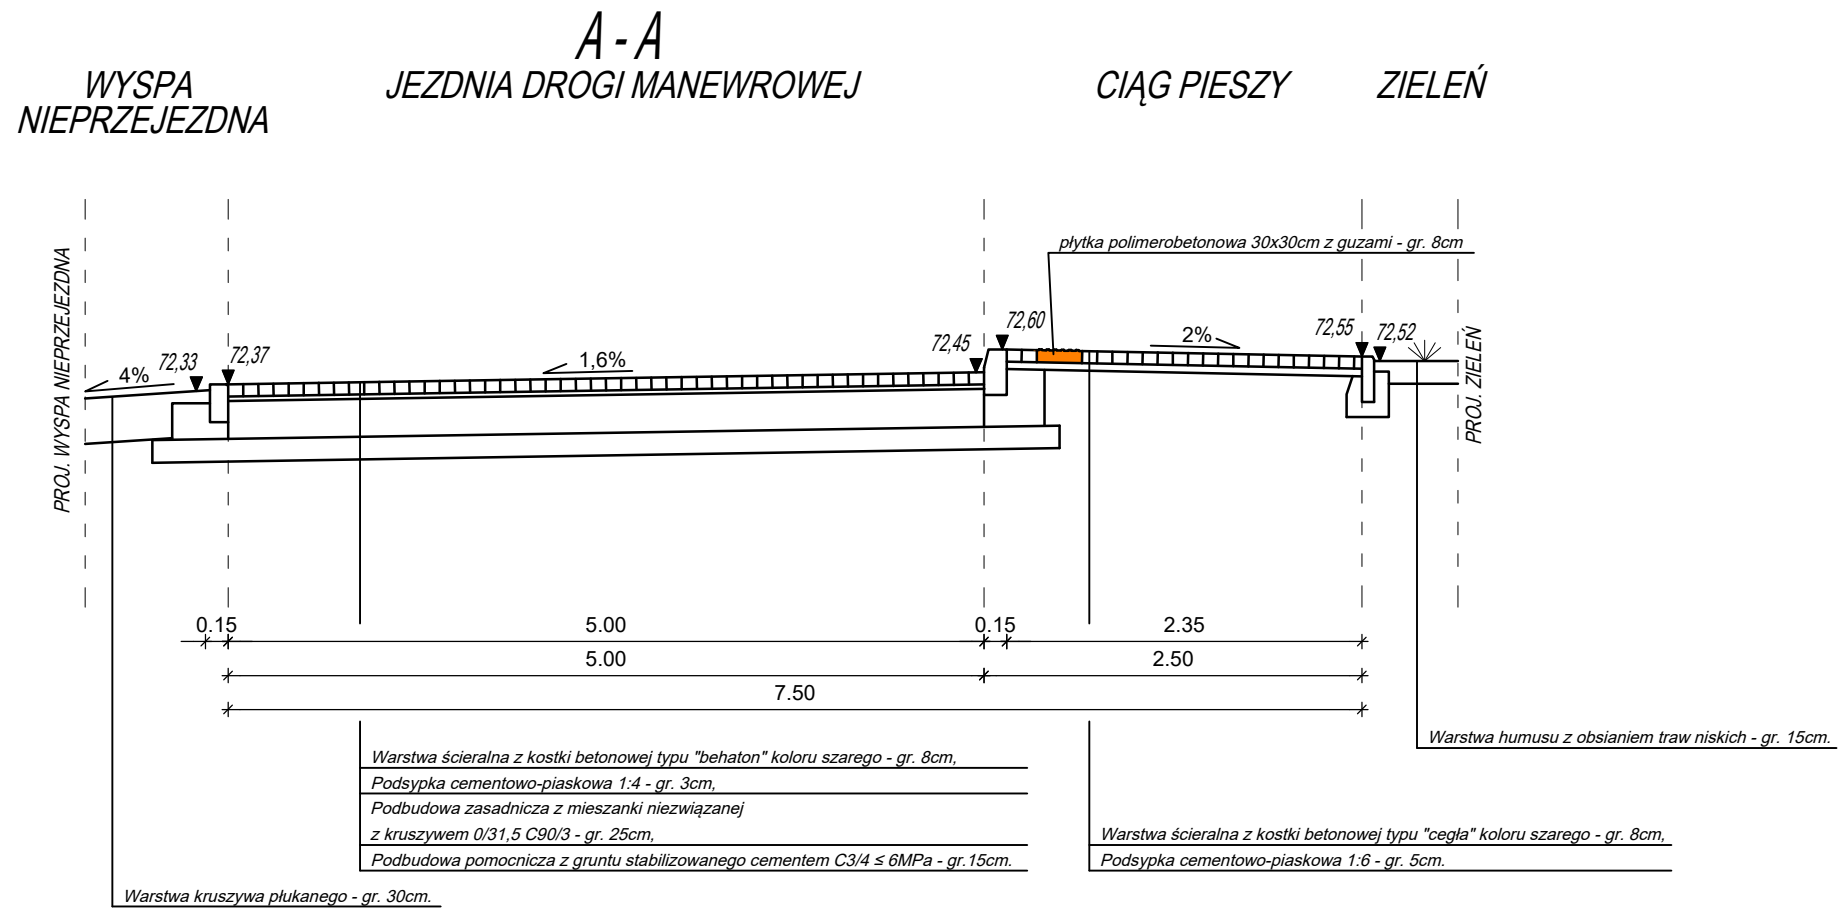 A - A
WYSPA
NIEPRZEJEZDNA
JEZDNIA DROGI MANEWROWEJ
CIĄG PIESZY
ZIELEŃ
płytka polimerobetonowa 30x30cm z guzami - gr. 8cm
PROJ. WYSPA NIEPRZEJEZDNA
4%
72,33
72,37
1,6%
72,45
72,60
2%
72,55
72,52
PROJ. ZIELEŃ
0.15
5.00
0.15
2.35
5.00
2.50
7.50
Warstwa humusu z obsianiem traw niskich - gr. 15cm.
Warstwa ścieralna z kostki betonowej typu "behaton" koloru szarego - gr. 8cm,
Podsypka cementowo-piaskowa 1:4 - gr. 3cm,
Podbudowa zasadnicza z mieszanki niezwiązanej
z kruszywem 0/31,5 C90/3 - gr. 25cm,
Podbudowa pomocnicza z gruntu stabilizowanego cementem C3/4 ≤ 6MPa - gr.15cm.
Warstwa ścieralna z kostki betonowej typu "cegła" koloru szarego - gr. 8cm,
Podsypka cementowo-piaskowa 1:6 - gr. 5cm.
Warstwa kruszywa płukanego - gr. 30cm.